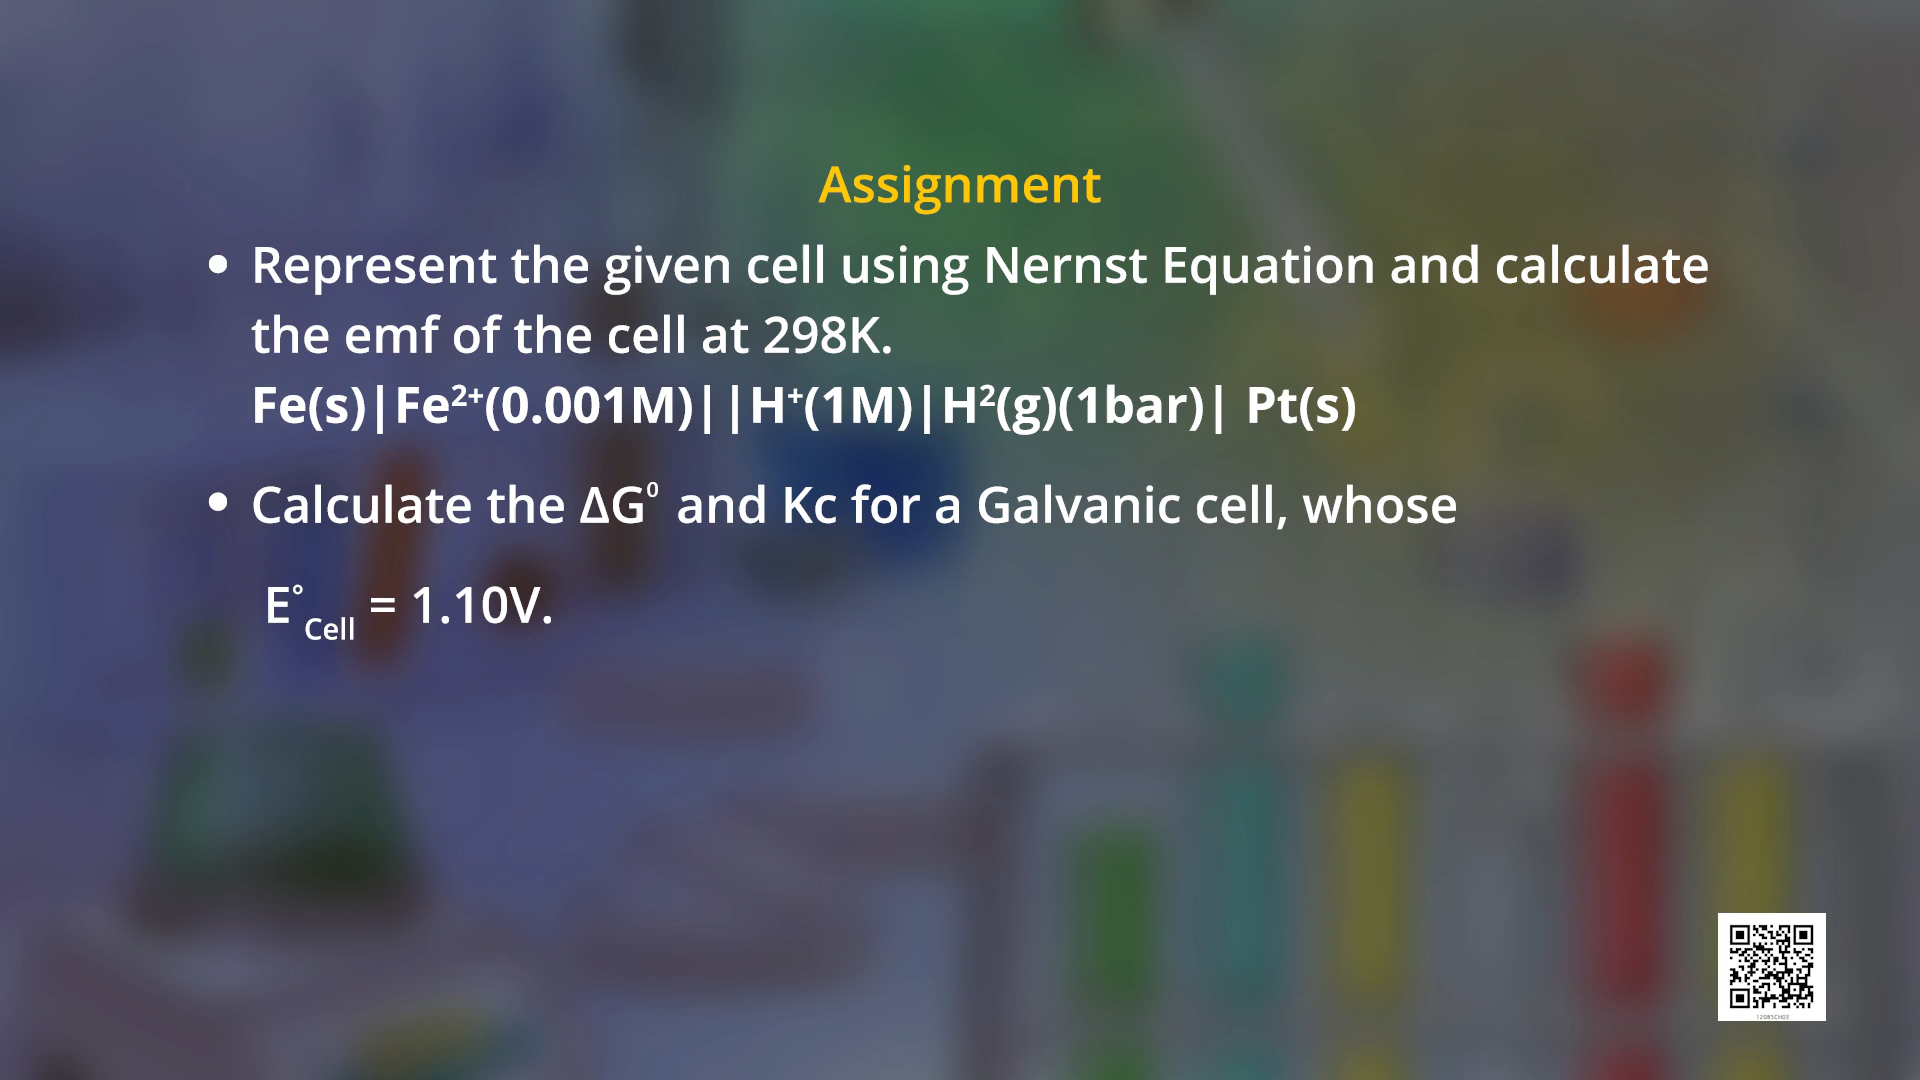 Assignment
• Represent the given cell using Nernst Equation and calculate
the emf of the cell at 298K.
Fe(s)|Fe²⁺(0.001M)||H⁺(1M)|H²(g)(1bar)| Pt(s)
• Calculate the ΔG⁰ and Kc for a Galvanic cell, whose
E°Cell = 1.10V.
12085CH03